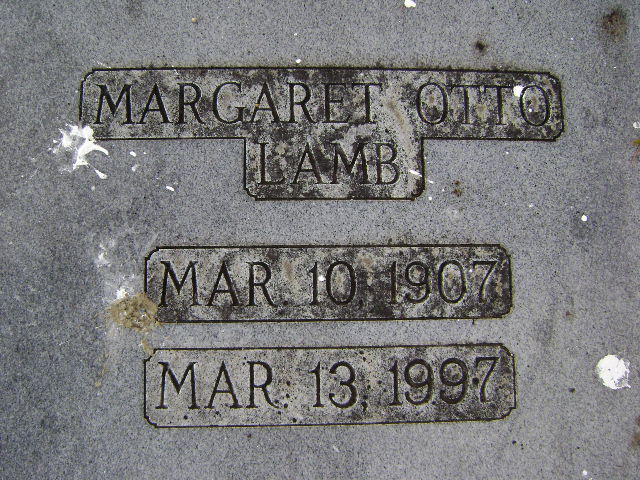 MARGARET OTTO
LAMB
MAR. 10, 1907
MAR. 13, 1997